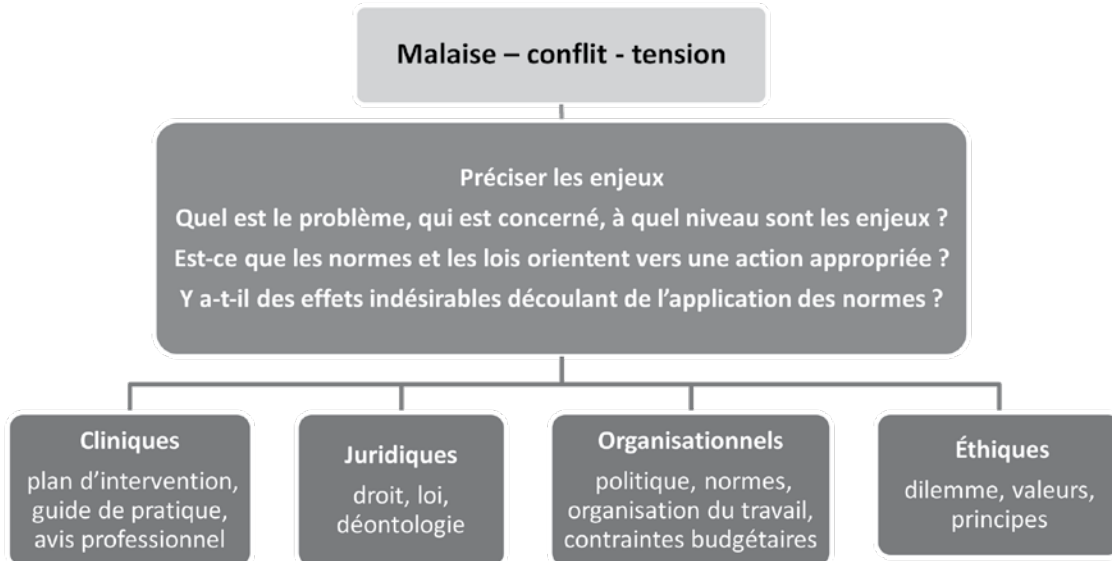 Malaise – conflit - tension
Préciser les enjeux
Quel est le problème, qui est concerné, à quel niveau sont les enjeux ?
Est-ce que les normes et les lois orientent vers une action appropriée ?
Y a-t-il des effets indésirables découlant de l’application des normes ?
Cliniques
plan d’intervention,
guide de pratique,
avis professionnel
Juridiques
droit, loi,
déontologie
Organisationnels
politique, normes,
organisation du travail,
contraintes budgétaires
Éthiques
dilemme, valeurs,
principes